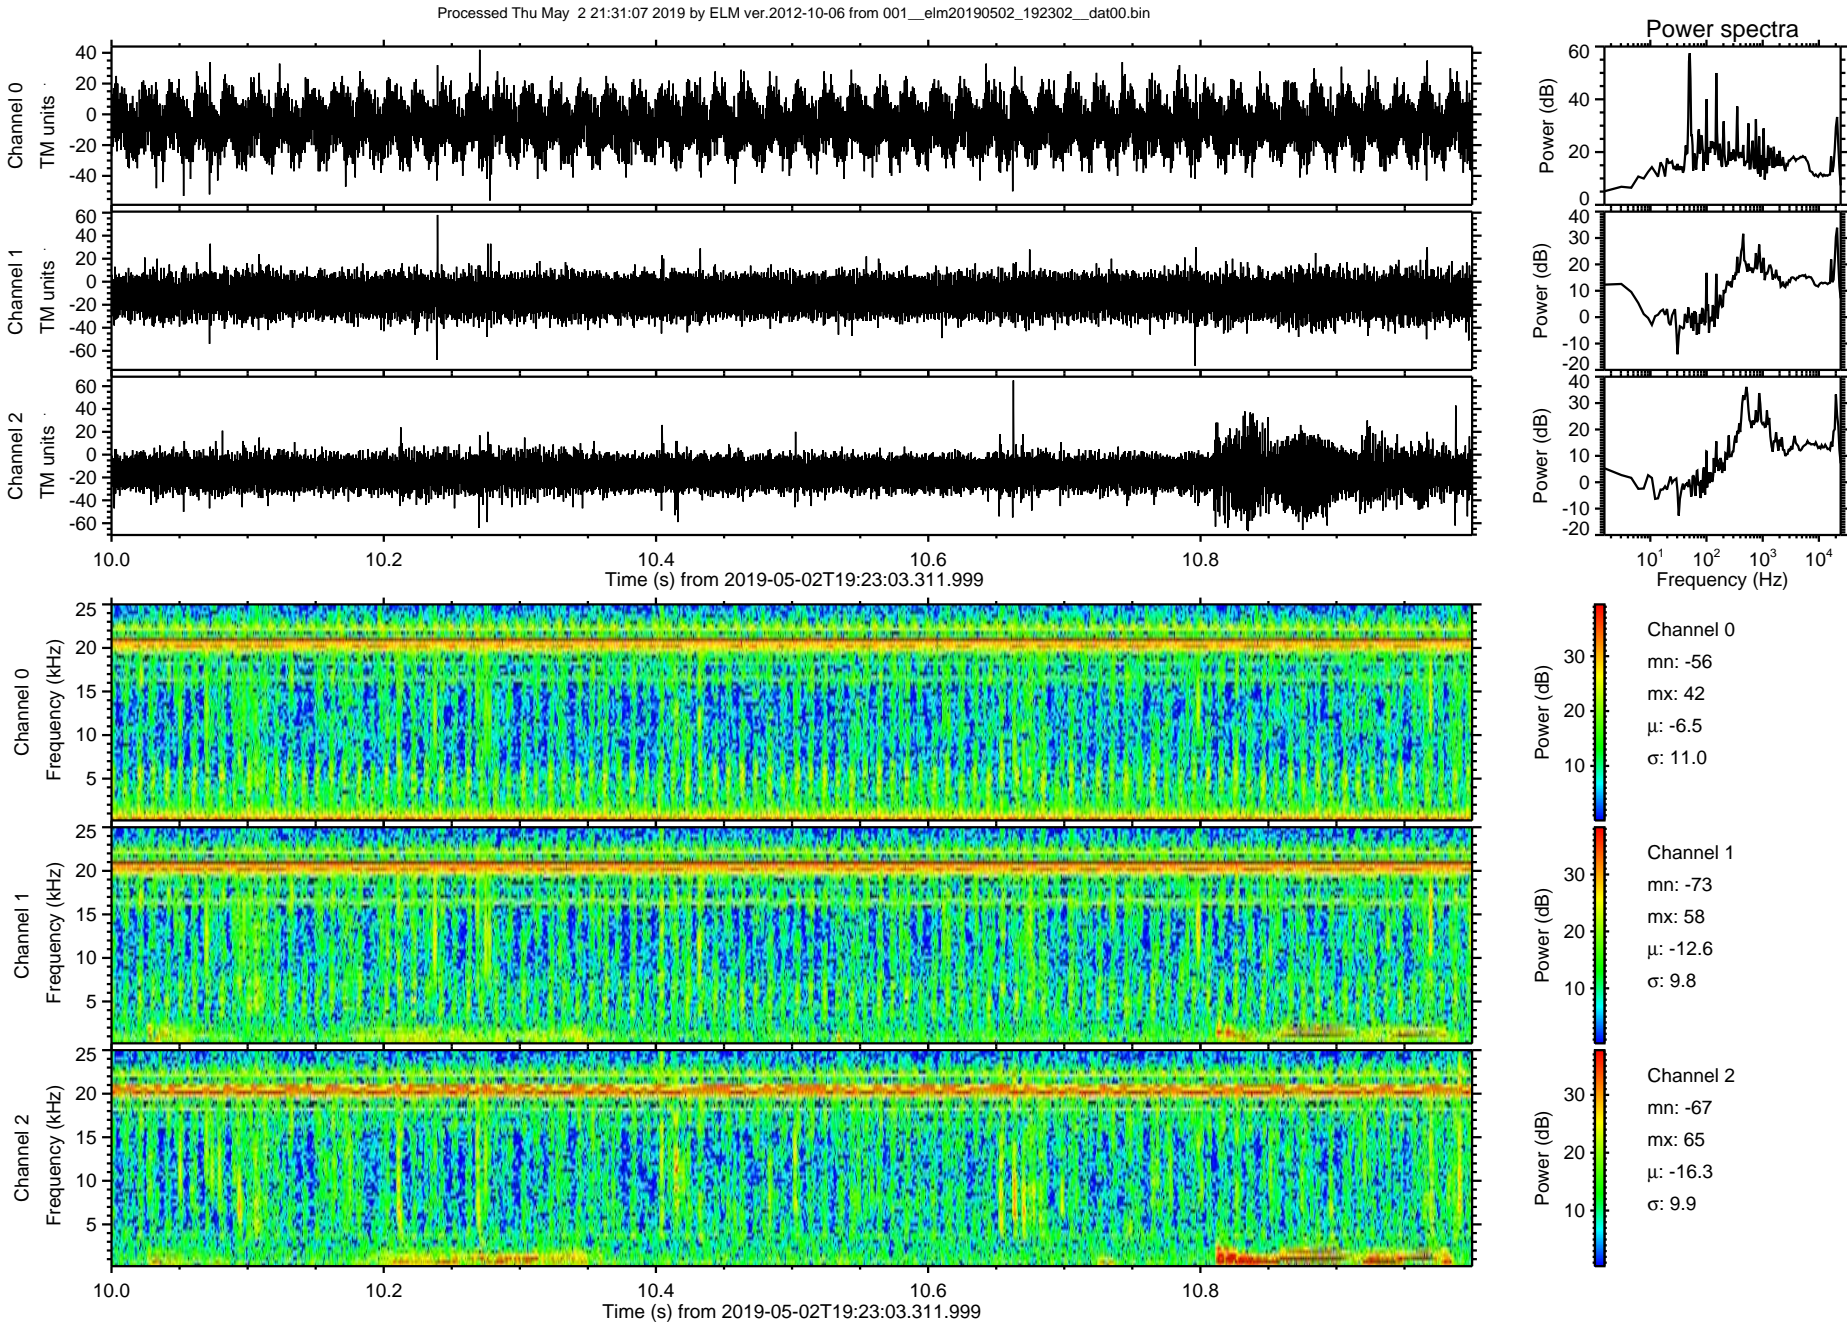 Processed Thu May  2 21:31:07 2019 by ELM ver.2012-10-06 from 001__elm20190502_192302__dat00.bin
Power spectra
Channel 0
TM units
40
20
0
-20
-40
Power (dB)
60
40
20
0
Channel 1
TM units
60
40
20
0
-20
-40
-60
Power (dB)
40
30
20
10
0
-10
-20
Channel 2
TM units
60
40
20
0
-20
-40
-60
Power (dB)
40
30
20
10
0
-10
-20
10.0 10.2 10.4 10.6 10.8
Time (s) from 2019-05-02T19:23:03.311.999
10^1 10^2 10^3 10^4
Frequency (Hz)
Channel 0
Frequency (kHz)
25
20
15
10
5
Power (dB)
30
20
10
Channel 0
mn: -56
mx: 42
μ: -6.5
σ: 11.0
Channel 1
Frequency (kHz)
25
20
15
10
5
Power (dB)
30
20
10
Channel 1
mn: -73
mx: 58
μ: -12.6
σ: 9.8
Channel 2
Frequency (kHz)
25
20
15
10
5
Power (dB)
30
20
10
Channel 2
mn: -67
mx: 65
μ: -16.3
σ: 9.9
10.0 10.2 10.4 10.6 10.8
Time (s) from 2019-05-02T19:23:03.311.999